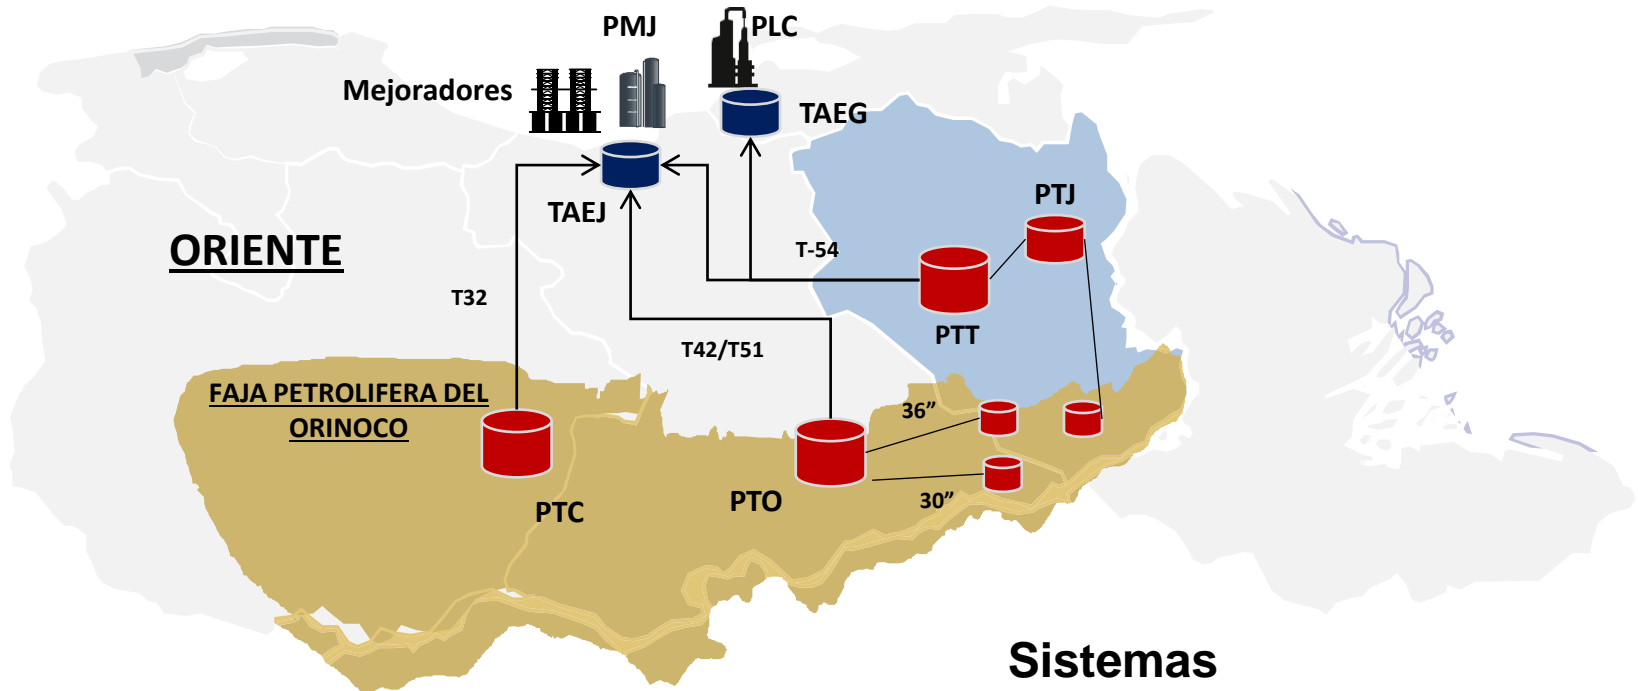 PMJ
PLC
Mejoradores
TAEG
TAEJ
PTJ
ORIENTE
T-54
T32
PTT
T42/T51
FAJA PETROLIFERA DEL
ORINOCO
36”
PTC
PTO
30”
Sistemas